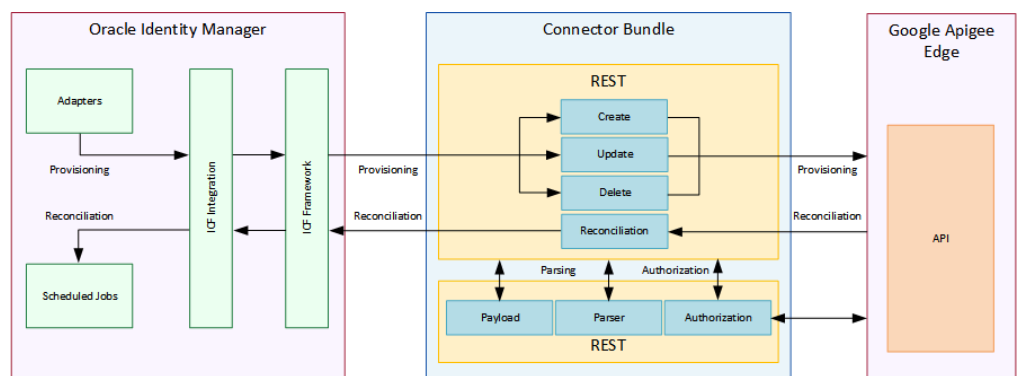 Oracle Identity Manager
Adapters
Provisioning
Reconciliation
Scheduled Jobs
ICF Integration
ICF Framework
Provisioning
Reconciliation
Connector Bundle
REST
Create
Update
Delete
Reconciliation
Parsing
Authorization
Payload
Parser
Authorization
REST
Provisioning
Reconciliation
Google Apigee
Edge
API